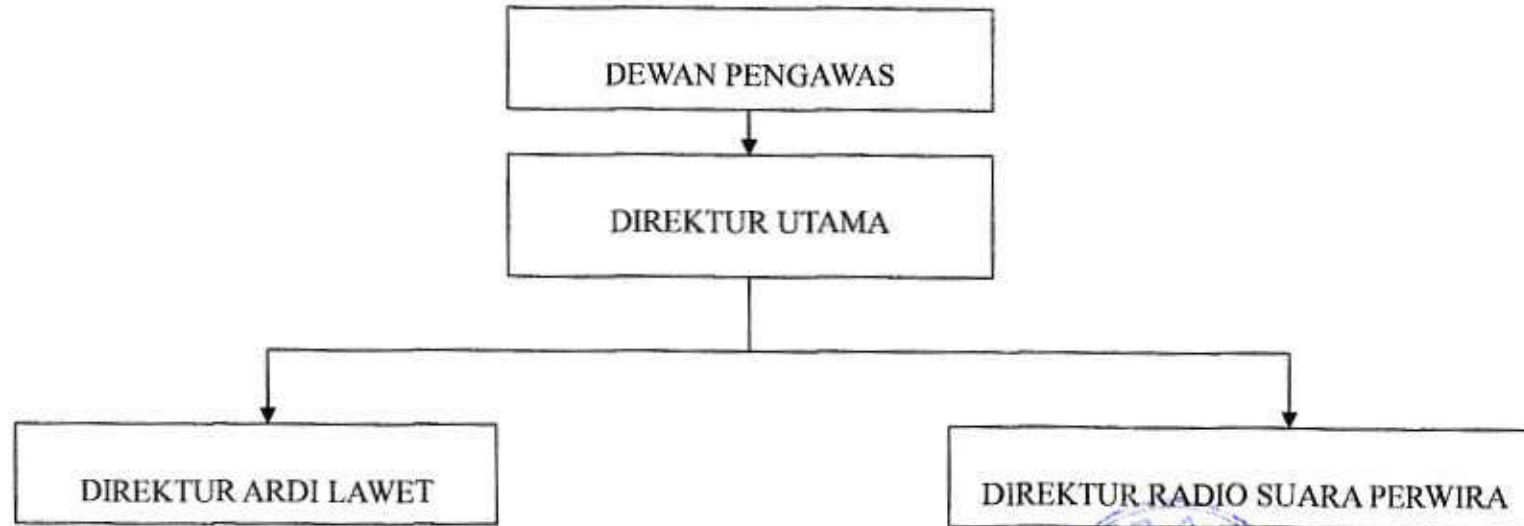 DEWAN PENGAWAS
DIREKTUR UTAMA
DIREKTUR ARDI LAWET
DIREKTUR RADIO SUARA PERWIRA